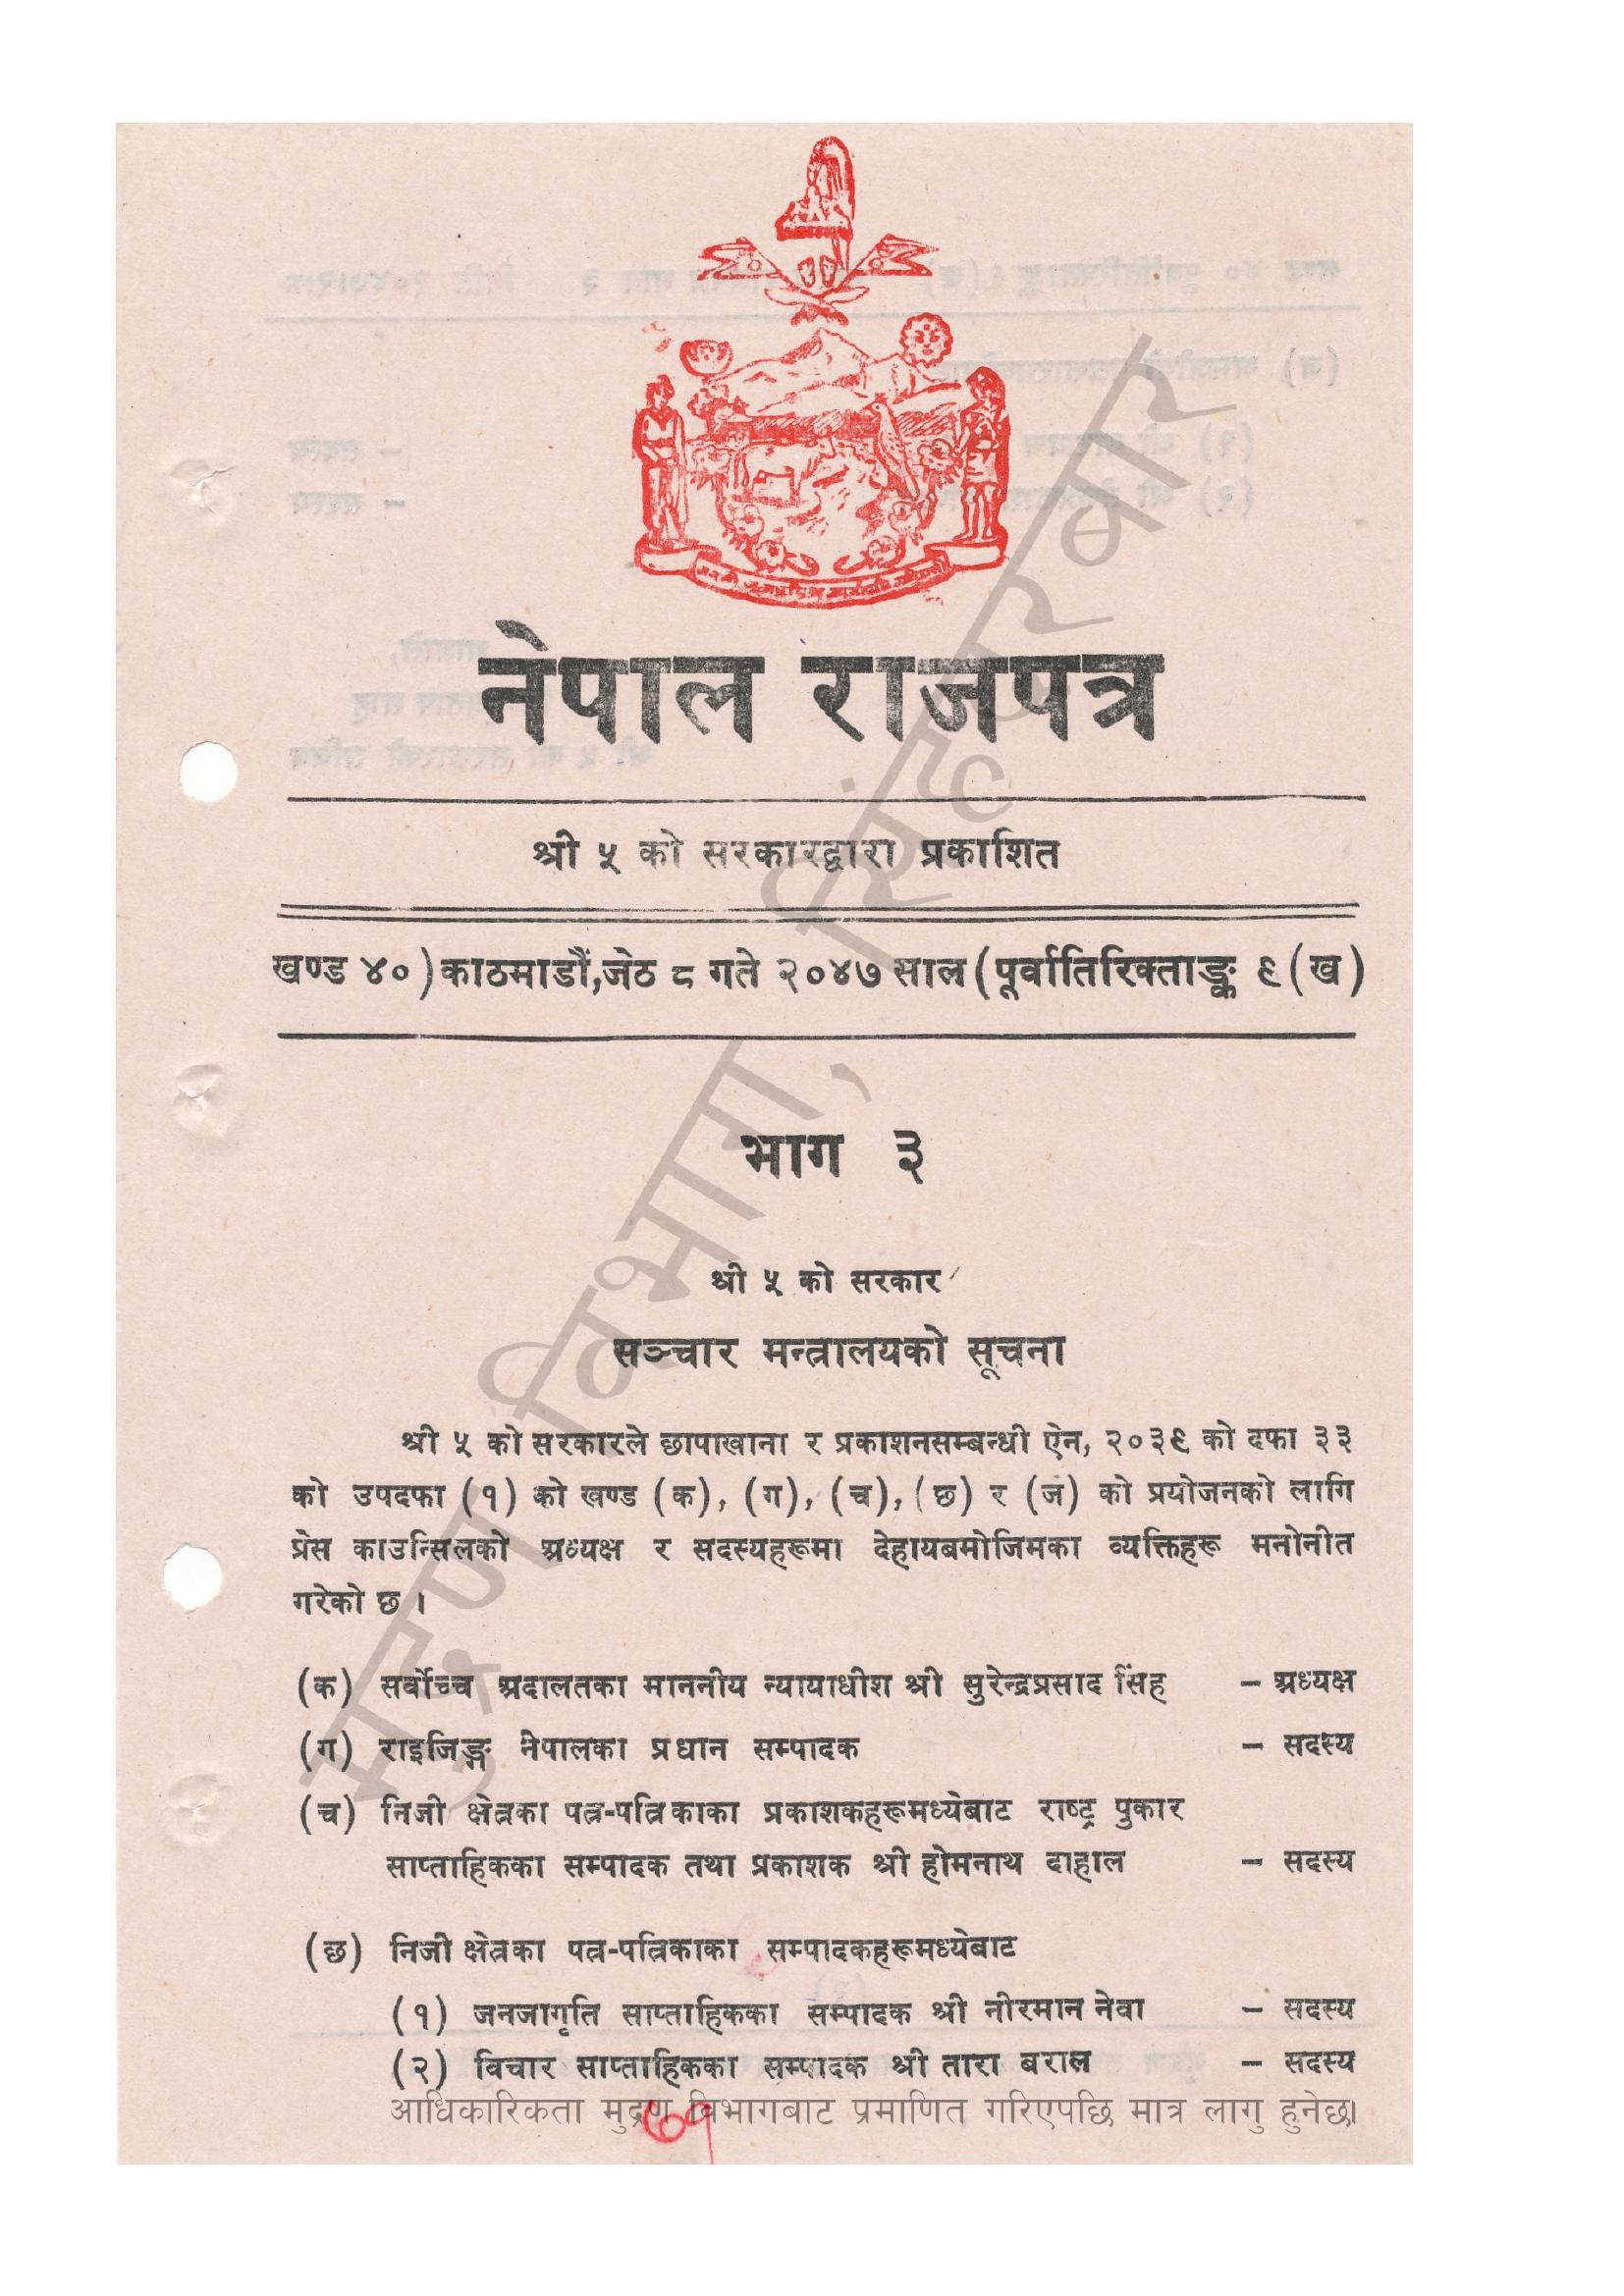 नेपाल राजपत्र
श्री ५ को सरकारद्वारा प्रकाशित
खण्ड ४०) काठमाडौं, जेठ ८ गते २०४७ साल (पूर्वातिरिक्ताङ्क ९ (ख)
भाग ३
श्री ५ को सरकार
सञ्चार मन्त्रालयको सूचना
श्री ५ को सरकारले छापाखाना र प्रकाशनसम्बन्धी ऐन, २०३९ को दफा ३३
को उपदफा (१) को खण्ड (क), (ग), (च), (छ) र (ज) को प्रयोजनको लागि
प्रेस काउन्सिलको अध्यक्ष र सदस्यहरूमा देहायबमोजिमका व्यक्तिहरू मनोनीत
गरेको छ ।
(क) सर्वोच्च अदालतका माननीय न्यायाधीश श्री सुरेन्द्रप्रसाद सिंह – अध्यक्ष
(ग) राइजिङ्ग नेपालका प्रधान सम्पादक – सदस्य
(च) निजी क्षेत्रका पत्र-पत्रिकाका प्रकाशकहरूमध्येबाट राष्ट्र पुकार
साप्ताहिकका सम्पादक तथा प्रकाशक श्री होमनाथ दाहाल – सदस्य
(छ) निजी क्षेत्रका पत्र-पत्रिकाका सम्पादकहरूमध्येबाट
(१) जनजागृति साप्ताहिकका सम्पादक श्री नीरमान नेवा – सदस्य
(२) विचार साप्ताहिकका सम्पादक श्री तारा बराल – सदस्य
आधिकारिकता मुद्रण विभागबाट प्रमाणित गरिएपछि मात्र लागु हुनेछ।
७१
मुद्रण विभाग, सिंहदरबार